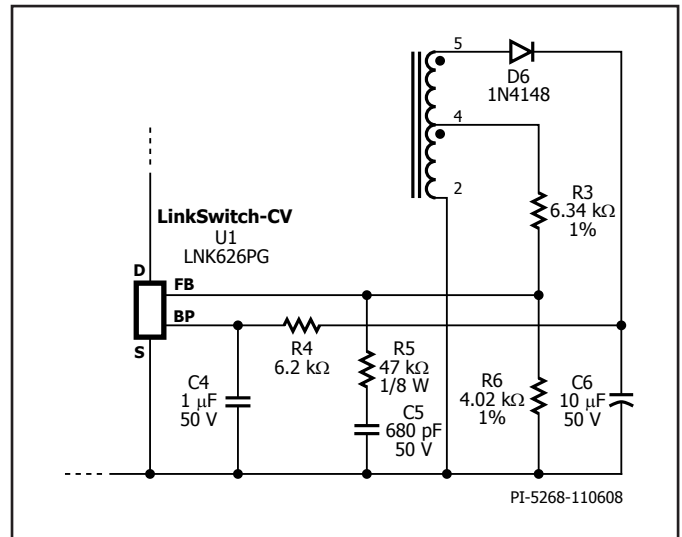 5
D6
1N4148
4
2
R3
6.34 kΩ
1%
LinkSwitch-CV
U1
LNK626PG
D
FB
BP
S
R4
6.2 kΩ
R5
47 kΩ
1/8 W
C4
1 μF
50 V
C5
680 pF
50 V
R6
4.02 kΩ
1%
C6
10 μF
50 V
PI-5268-110608